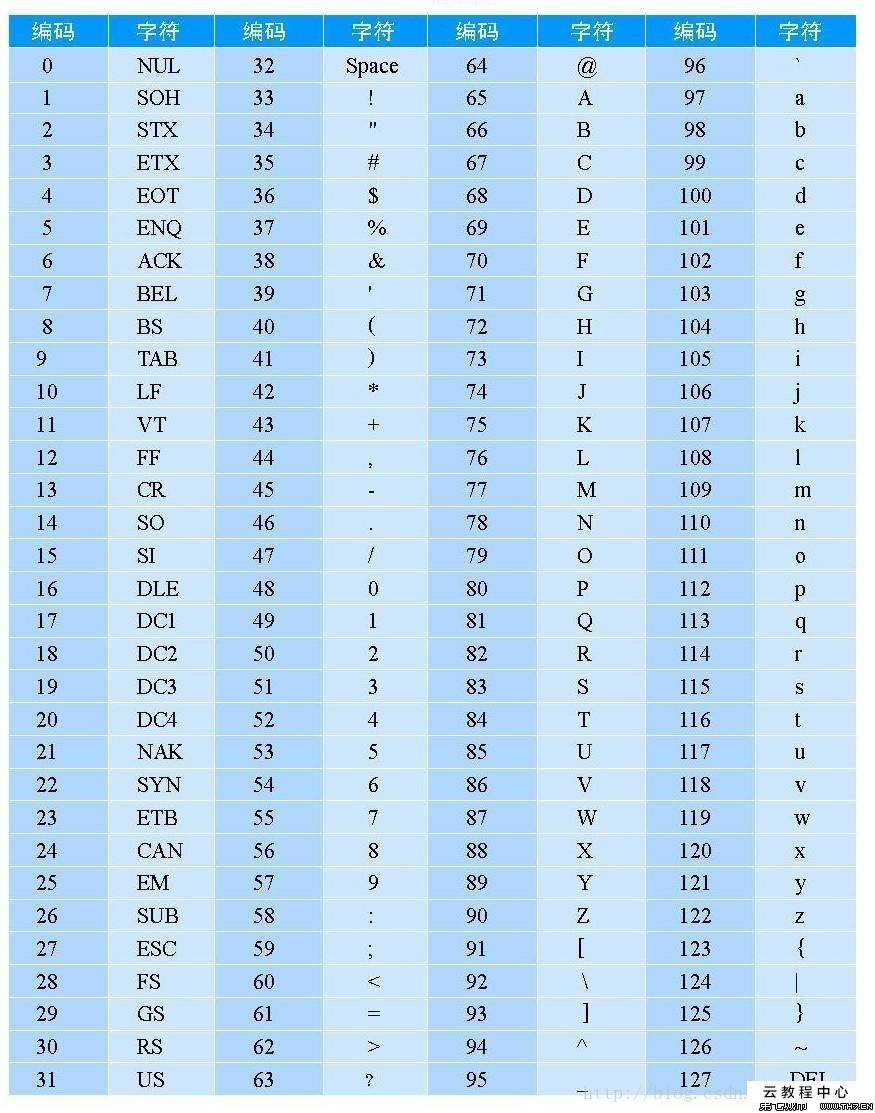 编码 字符 编码 字符 编码 字符 编码 字符
0 NUL 32 Space 64 @ 96 `
1 SOH 33 ! 65 A 97 a
2 STX 34 " 66 B 98 b
3 ETX 35 # 67 C 99 c
4 EOT 36 $ 68 D 100 d
5 ENQ 37 % 69 E 101 e
6 ACK 38 & 70 F 102 f
7 BEL 39 ' 71 G 103 g
8 BS 40 ( 72 H 104 h
9 TAB 41 ) 73 I 105 i
10 LF 42 * 74 J 106 j
11 VT 43 + 75 K 107 k
12 FF 44 , 76 L 108 l
13 CR 45 - 77 M 109 m
14 SO 46 . 78 N 110 n
15 SI 47 / 79 O 111 o
16 DLE 48 0 80 P 112 p
17 DC1 49 1 81 Q 113 q
18 DC2 50 2 82 R 114 r
19 DC3 51 3 83 S 115 s
20 DC4 52 4 84 T 116 t
21 NAK 53 5 85 U 117 u
22 SYN 54 6 86 V 118 v
23 ETB 55 7 87 W 119 w
24 CAN 56 8 88 X 120 x
25 EM 57 9 89 Y 121 y
26 SUB 58 : 90 Z 122 z
27 ESC 59 ; 91 [ 123 {
28 FS 60 < 92 \ 124 |
29 GS 61 = 93 ] 125 }
30 RS 62 > 94 ^ 126 ~
31 US 63 ? 95 _ 127 DEL
http://blog.csdn.
云教程中心
WWW.TH7.CN